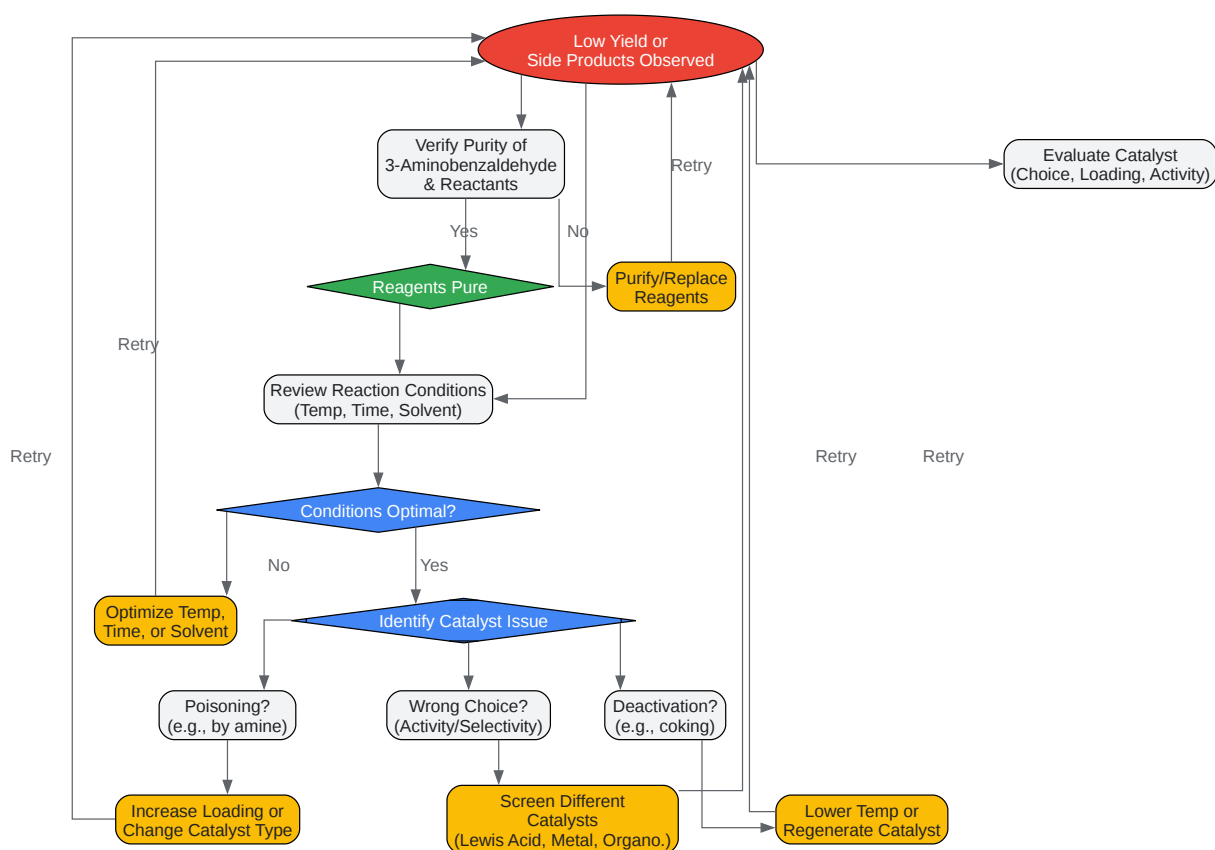 Low Yield or
Side Products Observed
Verify Purity of
3-Aminobenzaldehyde
& Reactants
Retry
Evaluate Catalyst
(Choice, Loading, Activity)
Yes
No
Reagents Pure
Purify/Replace
Reagents
Retry
Review Reaction Conditions
(Temp, Time, Solvent)
Retry
Retry
Retry
Conditions Optimal?
No
Yes
Optimize Temp,
Time, or Solvent
Identify Catalyst Issue
Poisoning?
(e.g., by amine)
Wrong Choice?
(Activity/Selectivity)
Deactivation?
(e.g., coking)
Increase Loading or
Change Catalyst Type
Screen Different
Catalysts
(Lewis Acid, Metal, Organo.)
Lower Temp or
Regenerate Catalyst